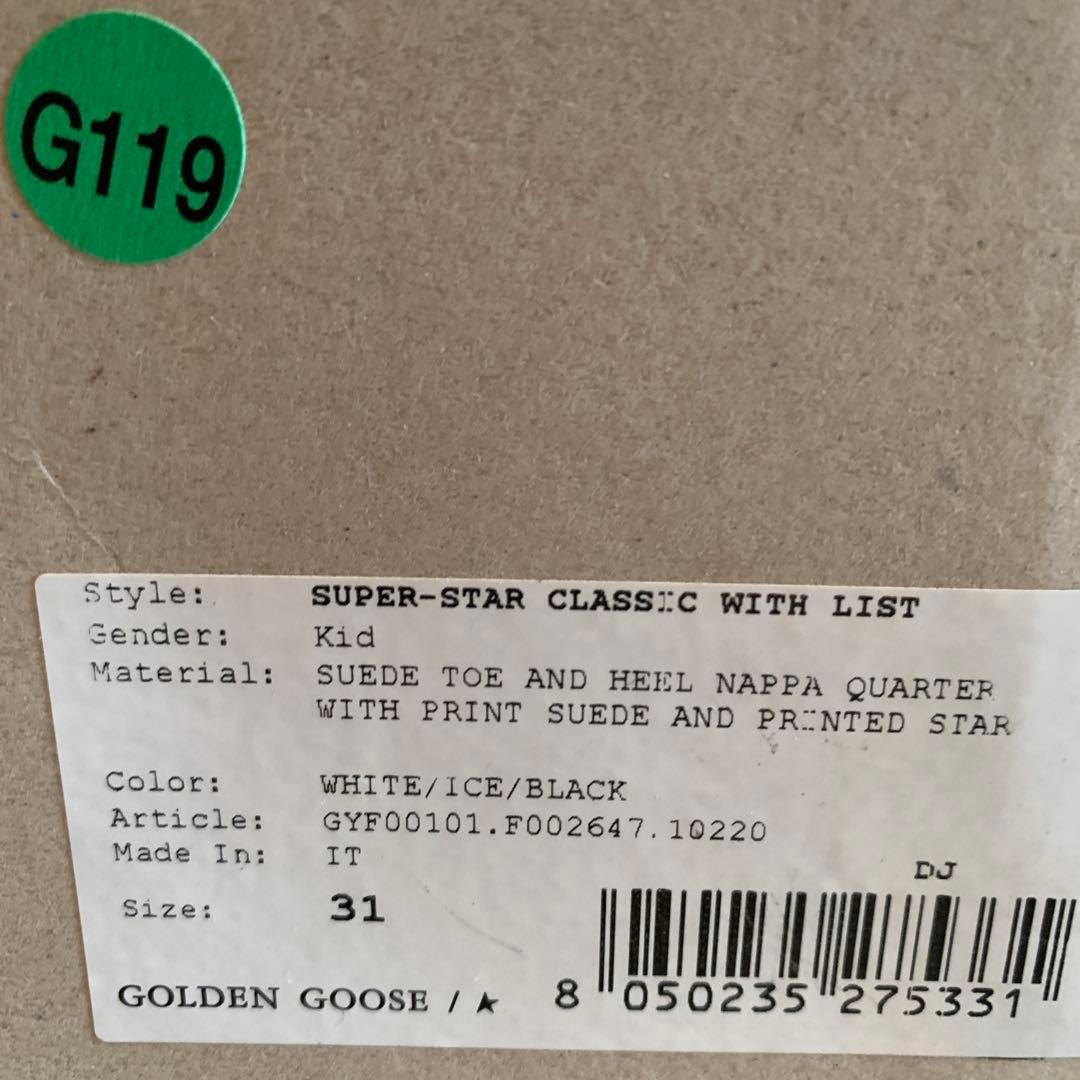 G119
Style: SUPER-STAR CLASSIC WITH LIST
Gender: Kid
Material: SUEDE TOE AND HEEL NAPPA QUARTER
WITH PRINT SUEDE AND PRINTED STAR
Color: WHITE/ICE/BLACK
Article: GYF00101.F002647.10220
Made In: IT
DJ
Size: 31
GOLDEN GOOSE / ★ 8 050235 275331